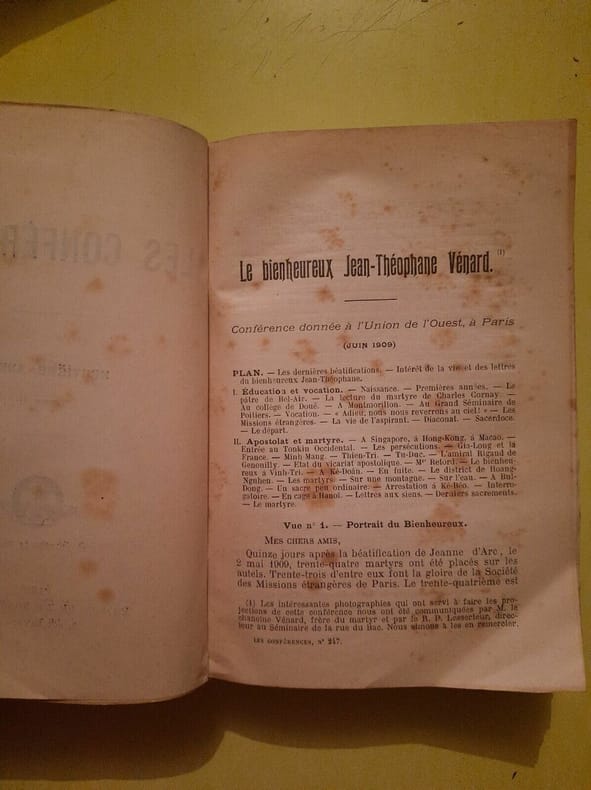 Le bienheureux Jean-Théophane Vénard. (1)
Conférence donnée à l'Union de l'Ouest, à Paris
(JUIN 1909)
PLAN. — Les dernières béatifications. — Intérêt de la vie et des lettres
du bienheureux Jean-Théophane.
I. Éducation et vocation. — Naissance. — Premières années. — Le
pâtre de Bel-Air. — La lecture du martyre de Charles Cornay. —
Au collège de Doué. — A Montmorillon. — Au Grand Séminaire de
Poitiers. — Vocation. — « Adieu, nous nous reverrons au ciel! » — Les
Missions étrangères. — La vie de l'aspirant. — Diaconat. — Sacerdoce.
— Le départ.
II. Apostolat et martyre. — A Singapore, à Hong-Kong, à Macao. —
Entrée au Tonkin Occidental. — Les persécutions. — Gia-Long et la
France. — Minh Mang. — Thien-Tri. — Tu-Duc. — L'amiral Rigaud de
Genouilly. — Etat du vicariat apostolique. — Mgr Retord. — Le bienheu-
reux à Vinh-Tri. — A Ké-Doân. — En fuite. — Le district de Hoang-
Nguhen. — Les martyrs. — Sur une montagne. — Sur l'eau. — A Bul-
Dong. — Un sacre peu ordinaire. — Arrestation à Ké-Béo. — Interro-
gatoire. — En cage à Hanoï. — Lettres aux siens. — Derniers sacrements.
— Le martyre.
Vue n° 1. — Portrait du Bienheureux.
MES CHERS AMIS,
Quinze jours après la béatification de Jeanne d'Arc, le
2 mai 1909, trente-quatre martyrs ont été placés sur les
autels. Trente-trois d'entre eux font la gloire de la Société
des Missions étrangères de Paris. Le trente-quatrième est
(1) Les intéressantes photographies qui ont servi à faire les pro-
jections de cette conférence nous ont été communiquées par M. le
chanoine Vénard, frère du martyr et par le R. P. Lesserteur, direc-
teur au Séminaire de la rue du Bac. Nous tenons à les en remercier.
LES CONFÉRENCES, N° 247.